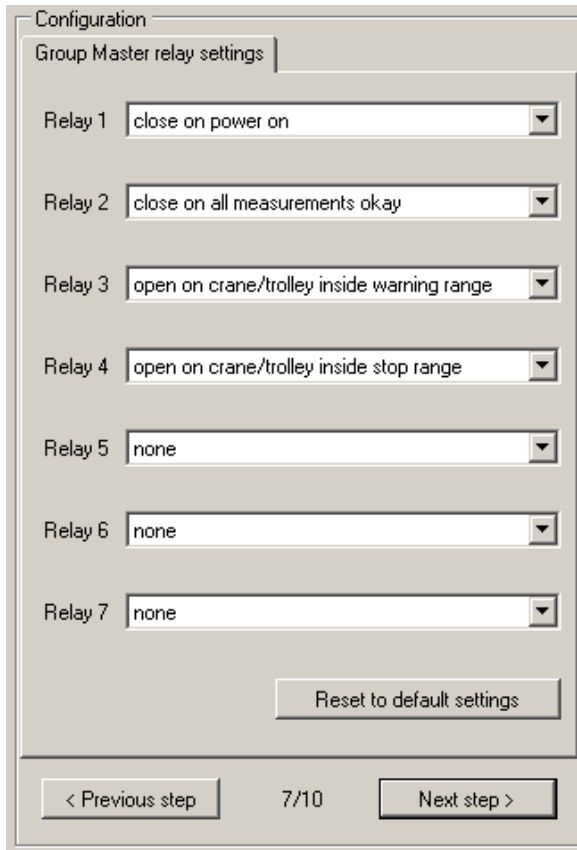 Configuration
Group Master relay settings
Relay 1 close on power on
Relay 2 close on all measurements okay
Relay 3 open on crane/trolley inside warning range
Relay 4 open on crane/trolley inside stop range
Relay 5 none
Relay 6 none
Relay 7 none
Reset to default settings
< Previous step 7/10 Next step >